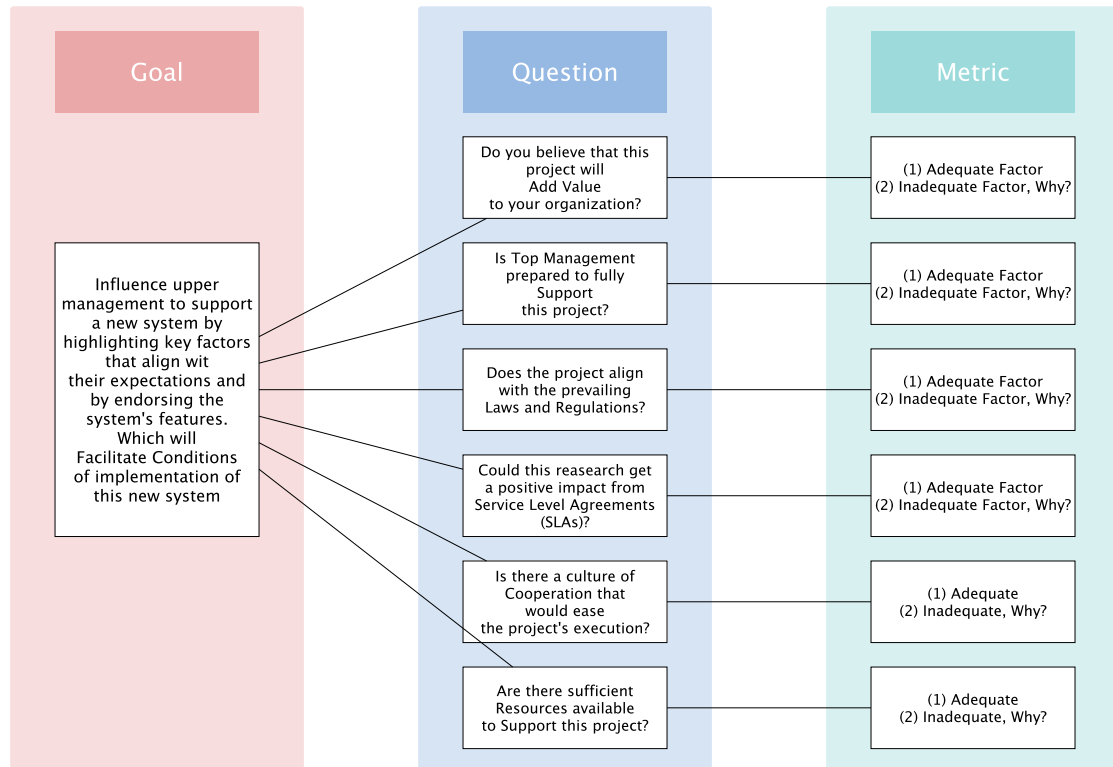 Goal
Question
Metric
Influence upper
management to support
a new system by
highlighting key factors
that align wit
their expectations and
by endorsing the
system's features.
Which will
Facilitate Conditions
of implementation of
this new system
Do you believe that this
project will
Add Value
to your organization?
(1) Adequate Factor
(2) Inadequate Factor, Why?
Is Top Management
prepared to fully
Support
this project?
(1) Adequate Factor
(2) Inadequate Factor, Why?
Does the project align
with the prevailing
Laws and Regulations?
(1) Adequate Factor
(2) Inadequate Factor, Why?
Could this reasearch get
a positive impact from
Service Level Agreements
(SLAs)?
(1) Adequate Factor
(2) Inadequate Factor, Why?
Is there a culture of
Cooperation that
would ease
the project's execution?
(1) Adequate
(2) Inadequate, Why?
Are there sufficient
Resources available
to Support this project?
(1) Adequate
(2) Inadequate, Why?